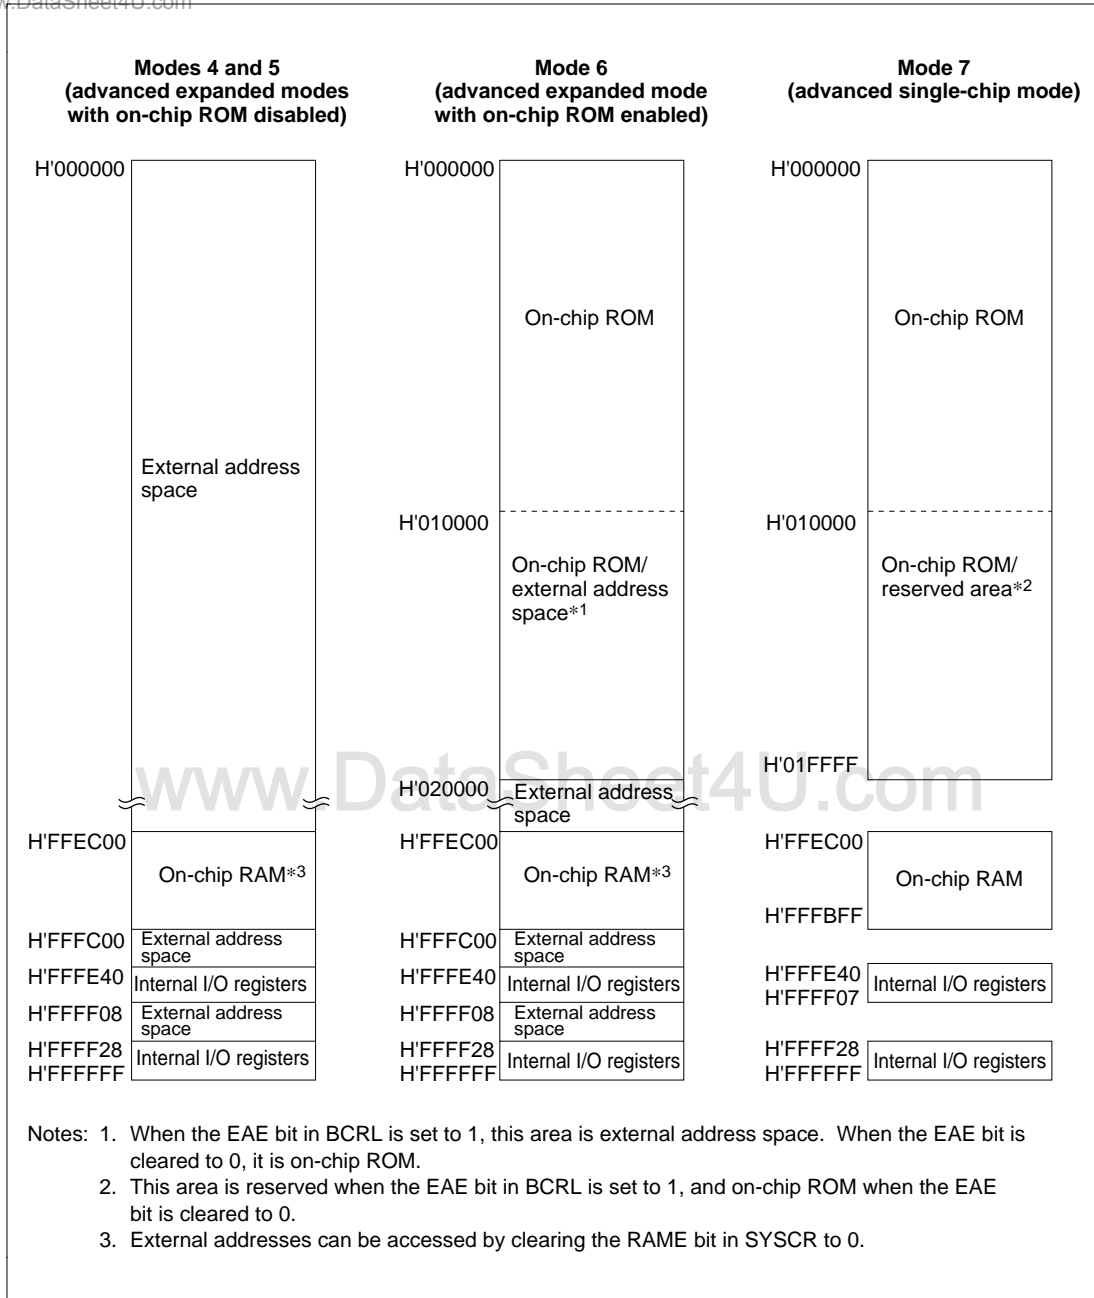 w.DataSheet4U.com
Modes 4 and 5
(advanced expanded modes
with on-chip ROM disabled)
H'000000
External address
space
H'FFEC00
On-chip RAM*3
H'FFFC00
External address
space
H'FFFE40
Internal I/O registers
H'FFFF08
External address
space
H'FFFF28
Internal I/O registers
H'FFFFFF
Mode 6
(advanced expanded mode
with on-chip ROM enabled)
H'000000
On-chip ROM
H'010000
On-chip ROM/
external address
space*1
H'020000
External address
space
H'FFEC00
On-chip RAM*3
H'FFFC00
External address
space
H'FFFE40
Internal I/O registers
H'FFFF08
External address
space
H'FFFF28
Internal I/O registers
H'FFFFFF
Mode 7
(advanced single-chip mode)
H'000000
On-chip ROM
H'010000
On-chip ROM/
reserved area*2
H'01FFFF
H'FFEC00
On-chip RAM
H'FFFBFF
H'FFFE40
Internal I/O registers
H'FFFF07
H'FFFF28
Internal I/O registers
H'FFFFFF
www.DataSheet4U.com
Notes: 1. When the EAE bit in BCRL is set to 1, this area is external address space. When the EAE bit is
cleared to 0, it is on-chip ROM.
2. This area is reserved when the EAE bit in BCRL is set to 1, and on-chip ROM when the EAE
bit is cleared to 0.
3. External addresses can be accessed by clearing the RAME bit in SYSCR to 0.